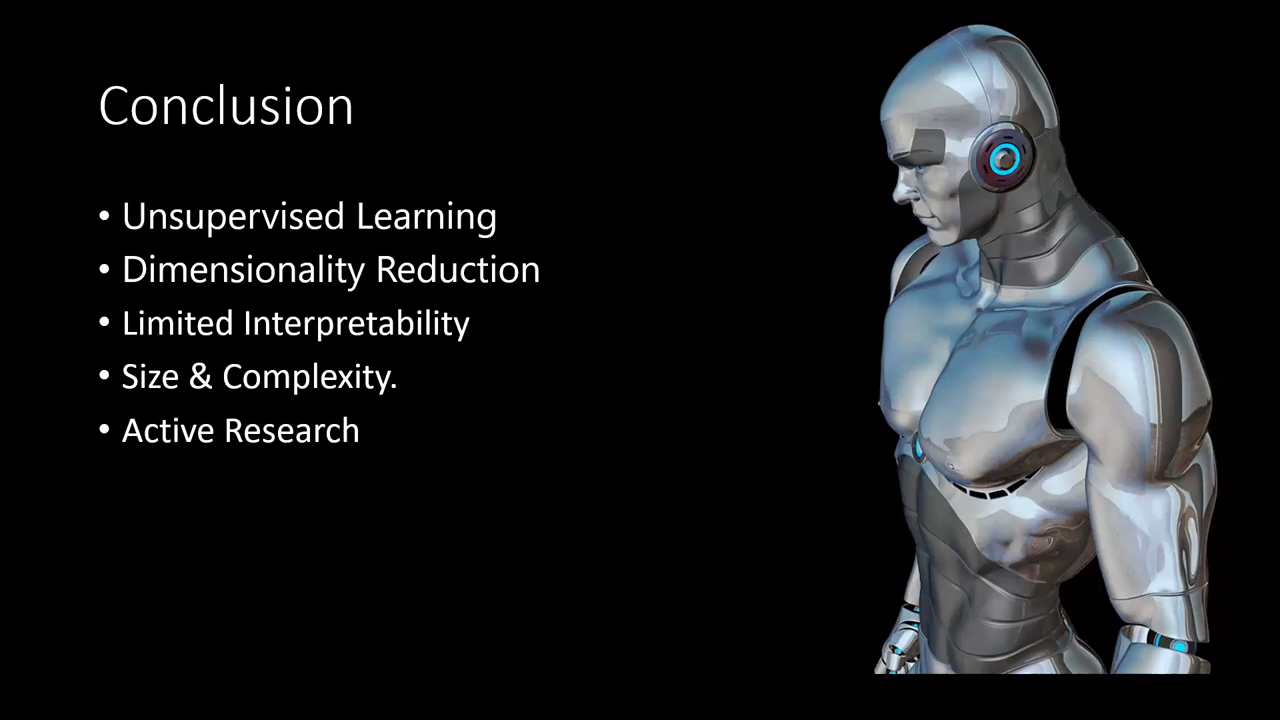 Conclusion
• Unsupervised Learning
• Dimensionality Reduction
• Limited Interpretability
• Size & Complexity.
• Active Research